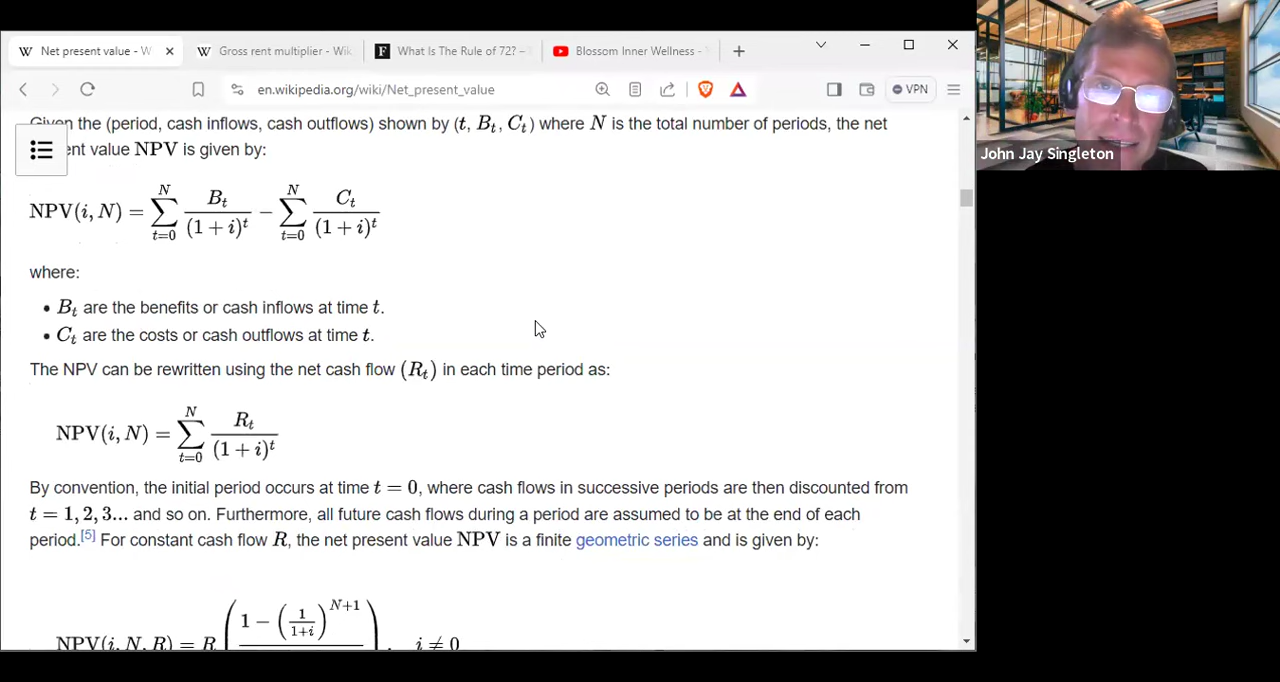 Net present value - W
Gross rent multiplier - Wik
What Is The Rule of 72? –
Blossom Inner Wellness -
en.wikipedia.org/wiki/Net_present_value
VPN
John Jay Singleton
Given the (period, cash inflows, cash outflows) shown by (t, B_t, C_t) where N is the total number of periods, the net
ent value NPV is given by:
NPV(i, N) = ∑_{t=0}^{N} B_t/(1 + i)^t − ∑_{t=0}^{N} C_t/(1 + i)^t
where:
• B_t are the benefits or cash inflows at time t.
• C_t are the costs or cash outflows at time t.
The NPV can be rewritten using the net cash flow (R_t) in each time period as:
NPV(i, N) = ∑_{t=0}^{N} R_t/(1 + i)^t
By convention, the initial period occurs at time t = 0, where cash flows in successive periods are then discounted from
t = 1, 2, 3... and so on. Furthermore, all future cash flows during a period are assumed to be at the end of each
period.[5] For constant cash flow R, the net present value NPV is a finite geometric series and is given by:
NPV(i, N, R) = R ( 1 − (1/(1+i))^{N+1} ) , i ≠ 0